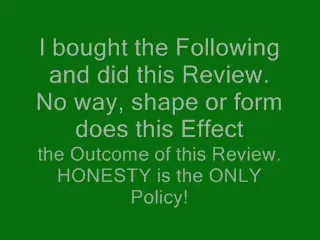 I bought the Following
and did this Review.
No way, shape or form
does this Effect
the Outcome of this Review.
HONESTY is the ONLY
Policy!